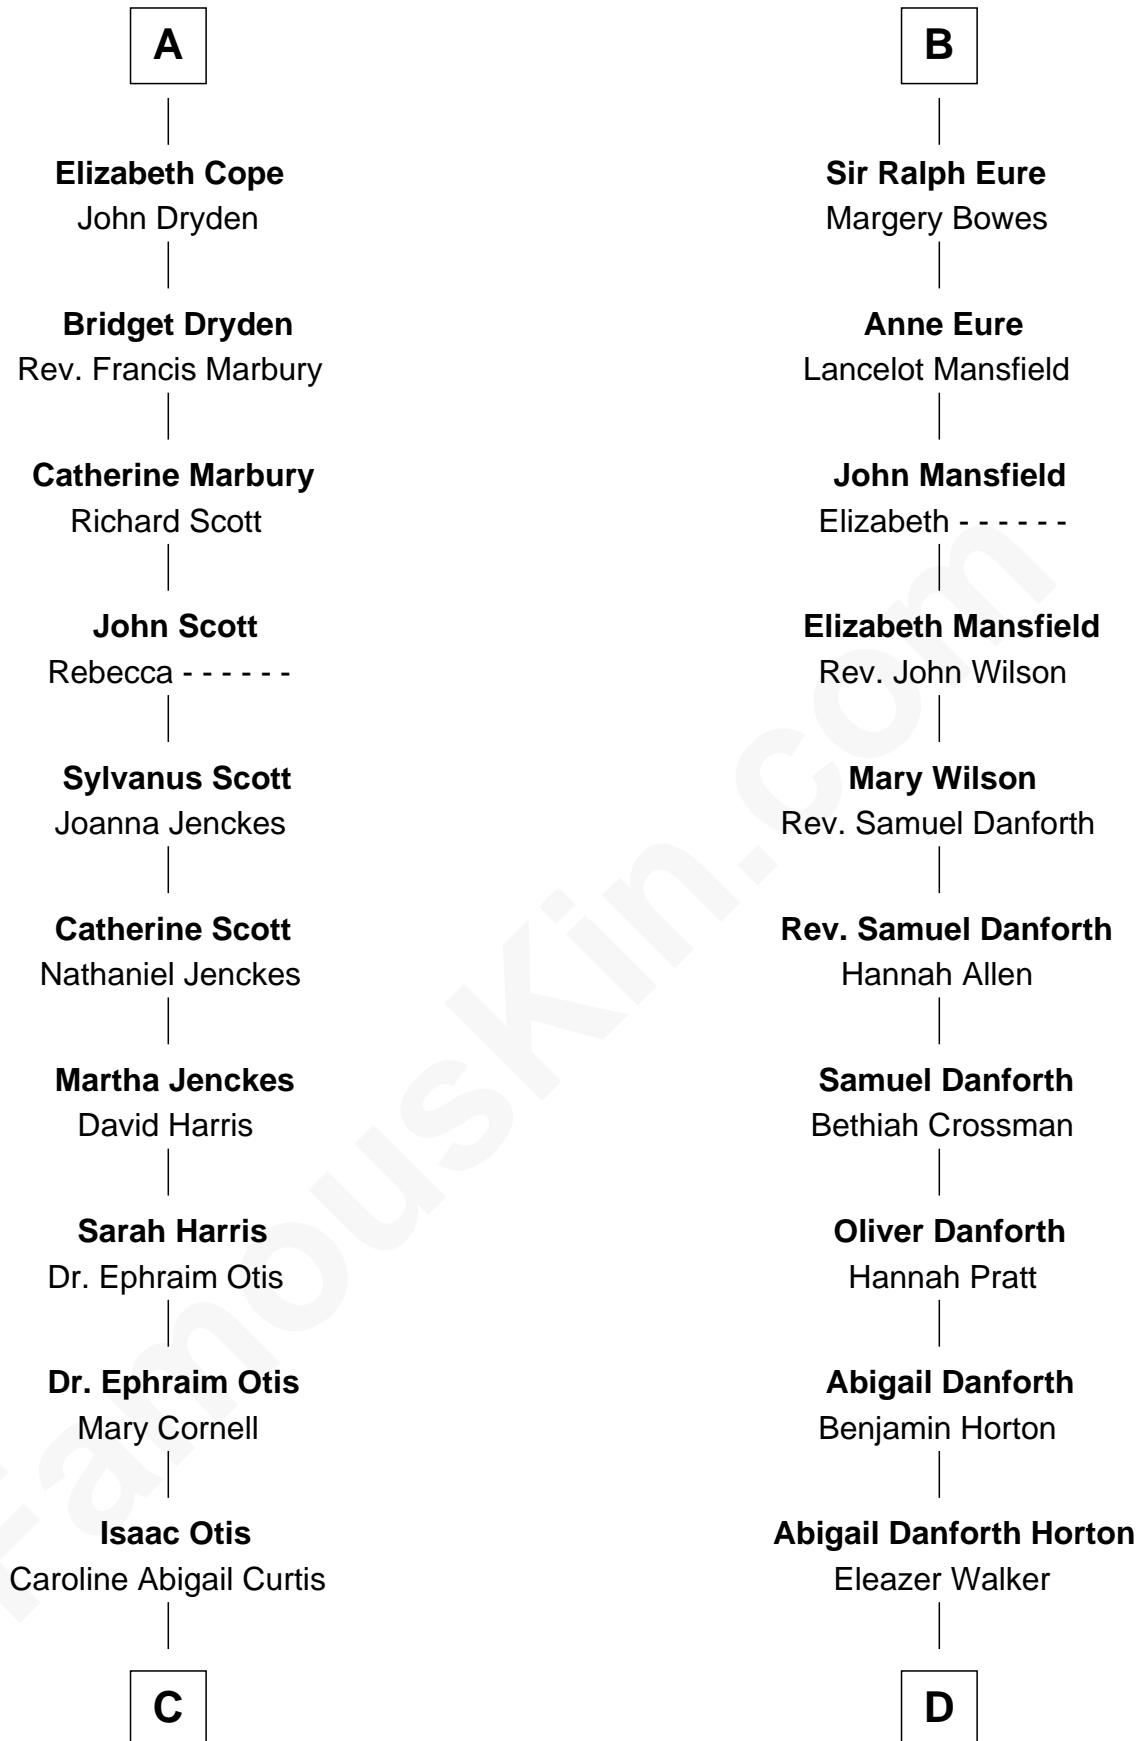 A
Elizabeth Cope
John Dryden
Bridget Dryden
Rev. Francis Marbury
Catherine Marbury
Richard Scott
John Scott
Rebecca - - - - - -
Sylvanus Scott
Joanna Jenckes
Catherine Scott
Nathaniel Jenckes
Martha Jenckes
David Harris
Sarah Harris
Dr. Ephraim Otis
Dr. Ephraim Otis
Mary Cornell
Isaac Otis
Caroline Abigail Curtis
C
B
Sir Ralph Eure
Margery Bowes
Anne Eure
Lancelot Mansfield
John Mansfield
Elizabeth - - - - - -
Elizabeth Mansfield
Rev. John Wilson
Mary Wilson
Rev. Samuel Danforth
Rev. Samuel Danforth
Hannah Allen
Samuel Danforth
Bethiah Crossman
Oliver Danforth
Hannah Pratt
Abigail Danforth
Benjamin Horton
Abigail Danforth Horton
Eleazer Walker
D
FamousKin.com